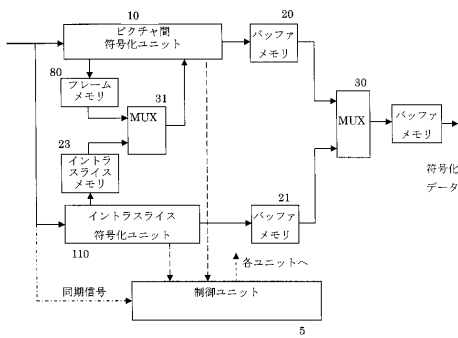 10
ピクチャ間
符号化ユニット
20
バッファ
メモリ
80
フレーム
メモリ
31
MUX
30
MUX
バッファ
メモリ
23
イントラ
スライス
メモリ
符号化
データ
21
バッファ
メモリ
イントラスライス
符号化ユニット
110
各ユニットへ
同期信号
制御ユニット
5